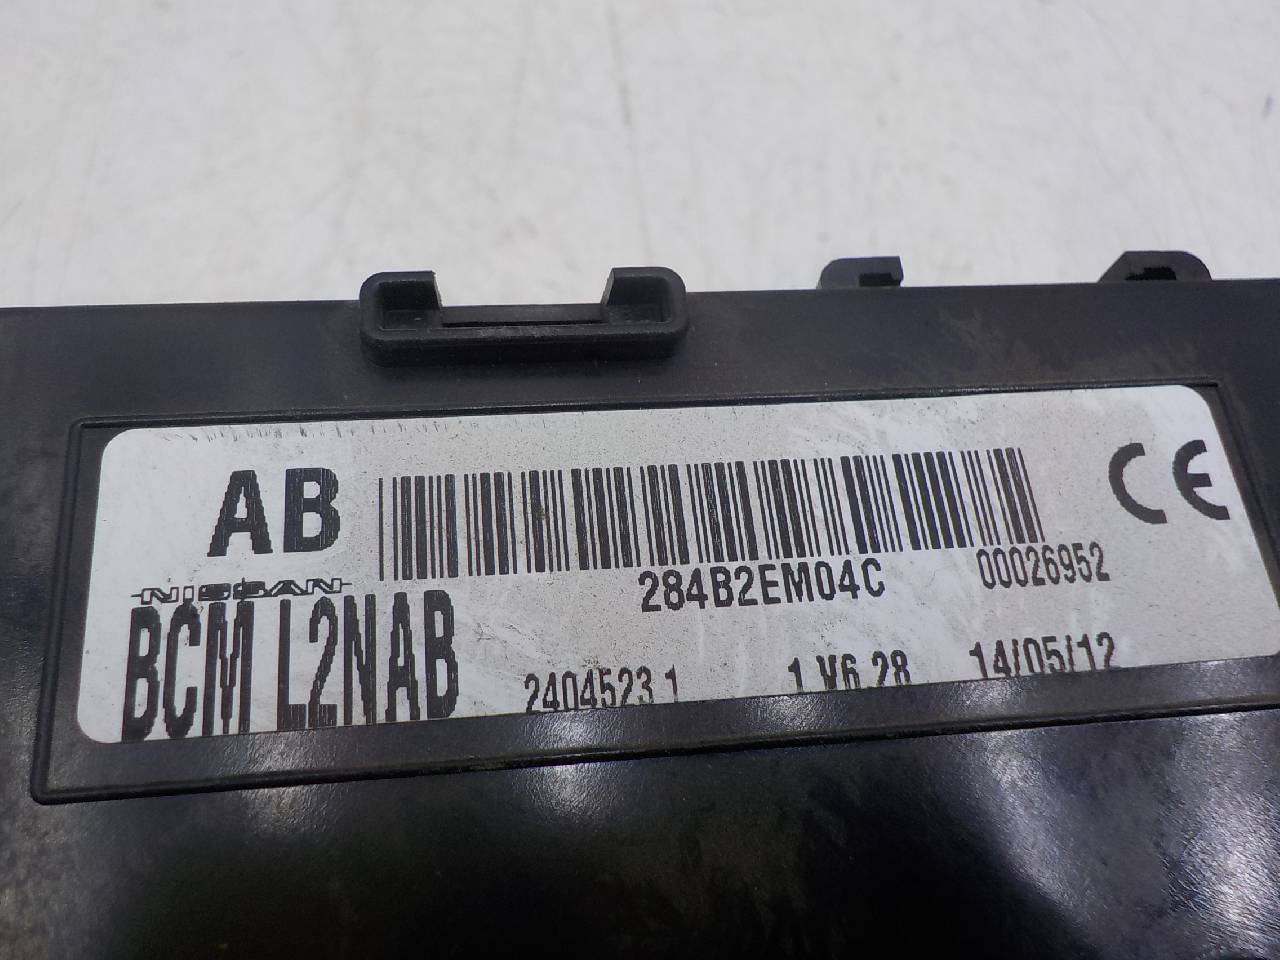 AB
NISSAN
BCM L2NAB
284B2EM04C
00026952
2404523 1
1 V6.28
14/05/12
CE